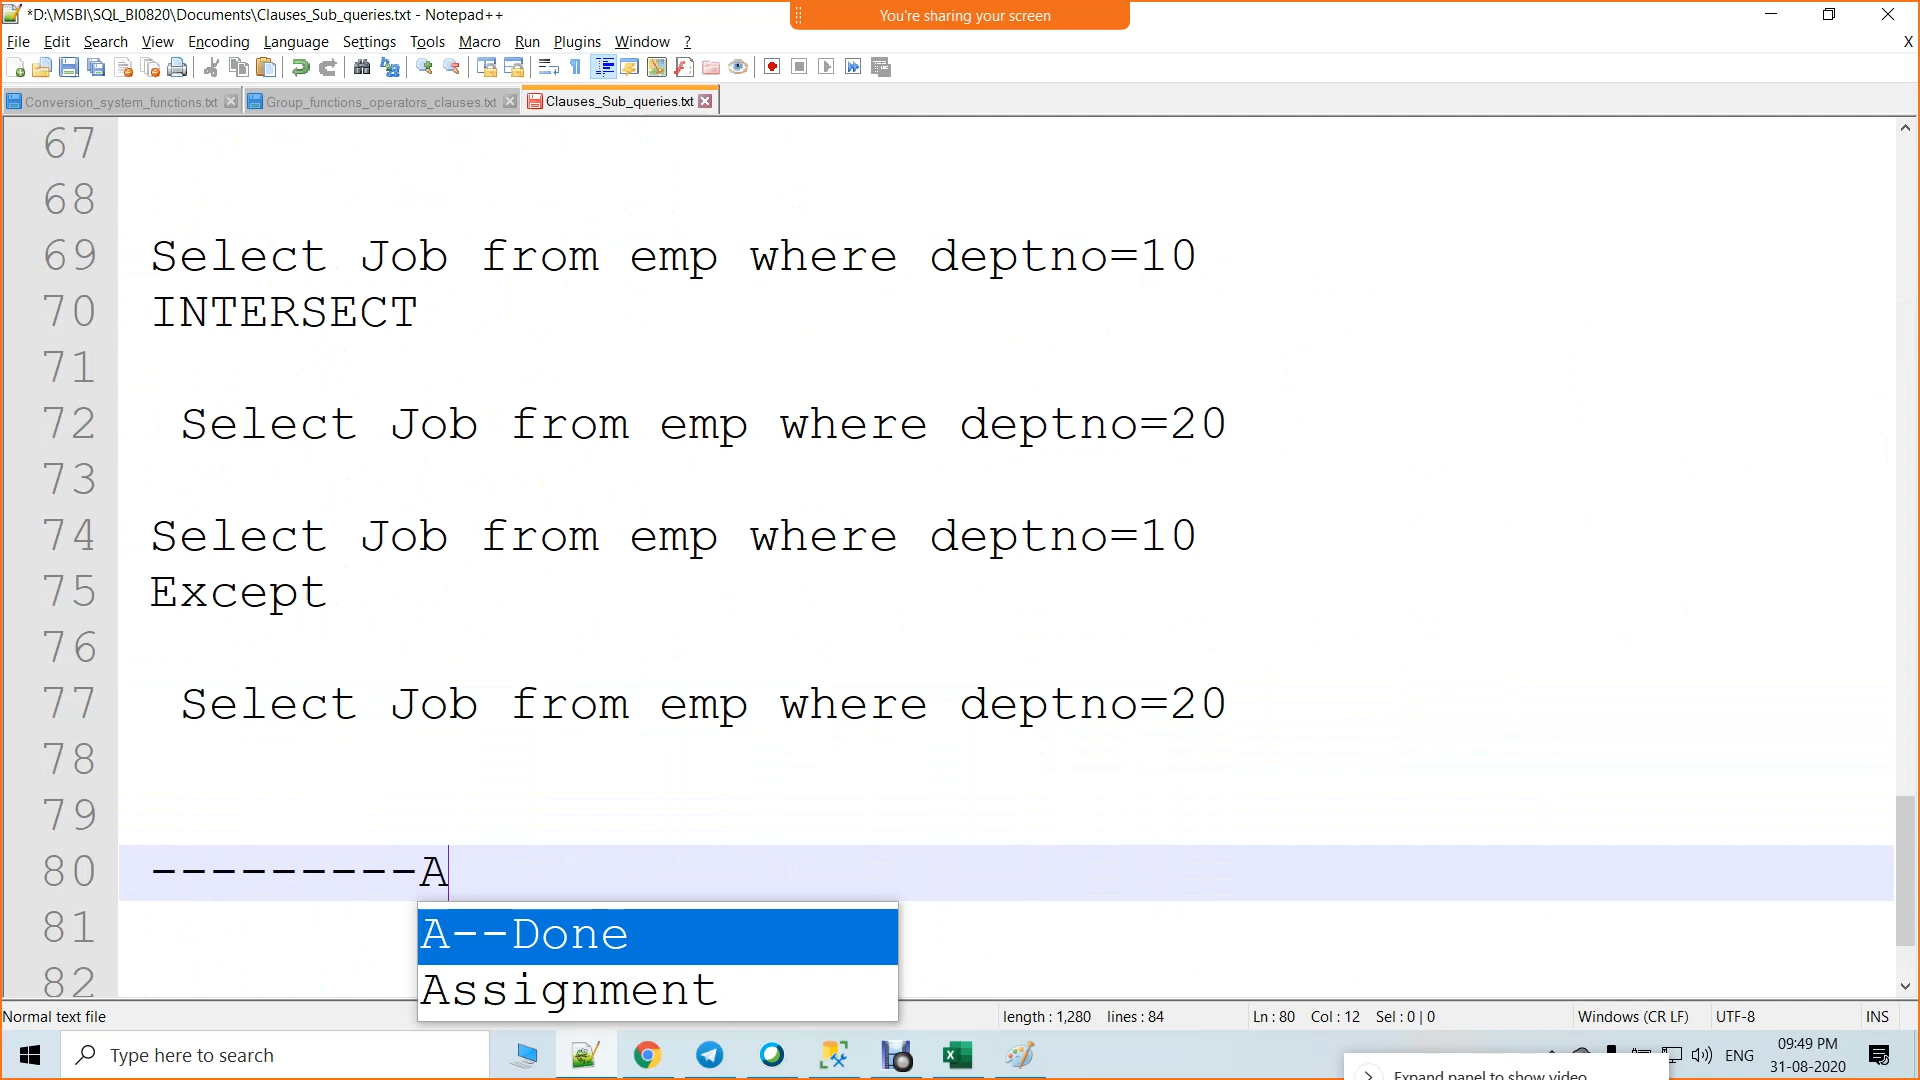 *D:\MSBI\SQL_BI0820\Documents\Clauses_Sub_queries.txt - Notepad++
You're sharing your screen
File Edit Search View Encoding Language Settings Tools Macro Run Plugins Window ?
X
Conversion_system_functions.txt Group_functions_operators_clauses.txt Clauses_Sub_queries.txt
67
68
69 Select Job from emp where deptno=10
70 INTERSECT
71
72 Select Job from emp where deptno=20
73
74 Select Job from emp where deptno=10
75 Except
76
77 Select Job from emp where deptno=20
78
79
80 ---------A
81 A--Done
82 Assignment
Normal text file length : 1,280 lines : 84 Ln : 80 Col : 12 Sel : 0 | 0 Windows (CR LF) UTF-8 INS
Type here to search
ENG
09:49 PM
31-08-2020
Expand panel to show video